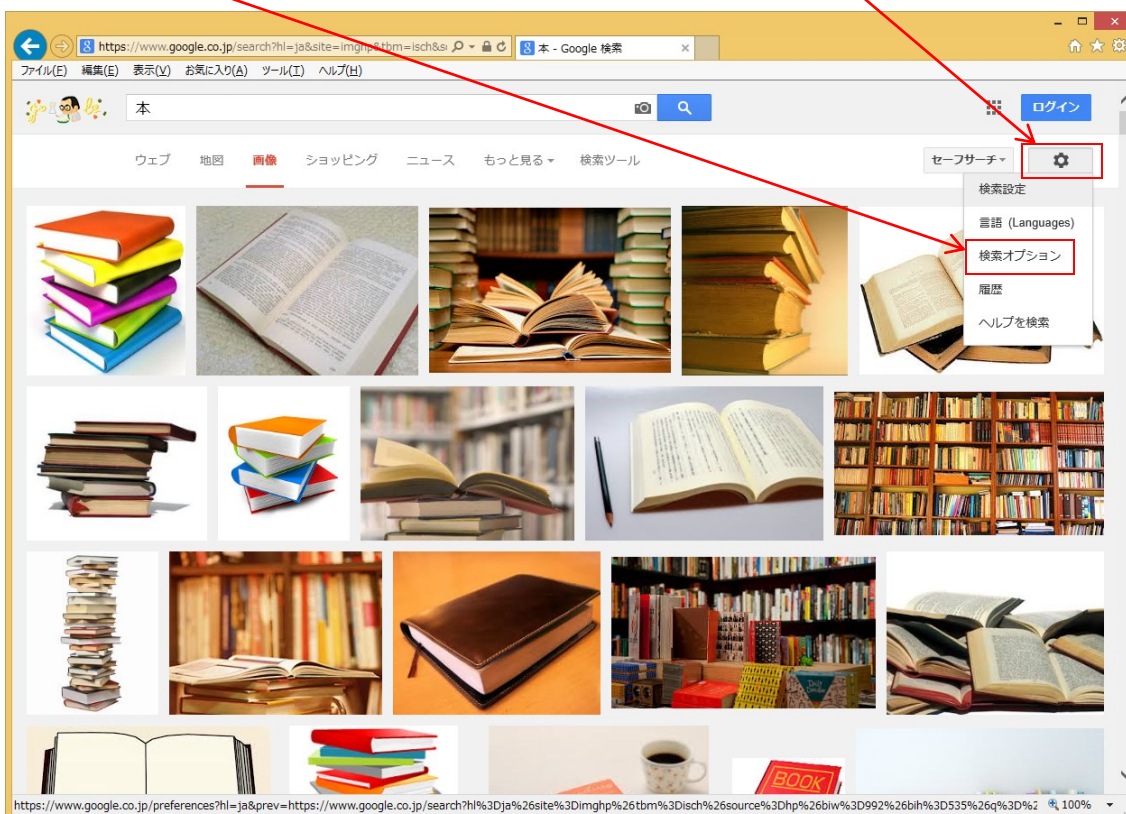 https://www.google.co.jp/search?hl=ja&site=imghp&tbm=isch&s
本 - Google 検索
ファイル(F) 編集(E) 表示(V) お気に入り(A) ツール(T) ヘルプ(H)
本
ログイン
ウェブ 地図 画像 ショッピング ニュース もっと見る 検索ツール
セーフサーチ
検索設定
言語 (Languages)
検索オプション
履歴
ヘルプを検索
BOOK
https://www.google.co.jp/preferences?hl=ja&prev=https://www.google.co.jp/search?hl%3Dja%26site%3Dimghp%26tbm%3Disch%26source%3Dhp%26biw%3D992%26bih%3D535%26q%3D%2
100%